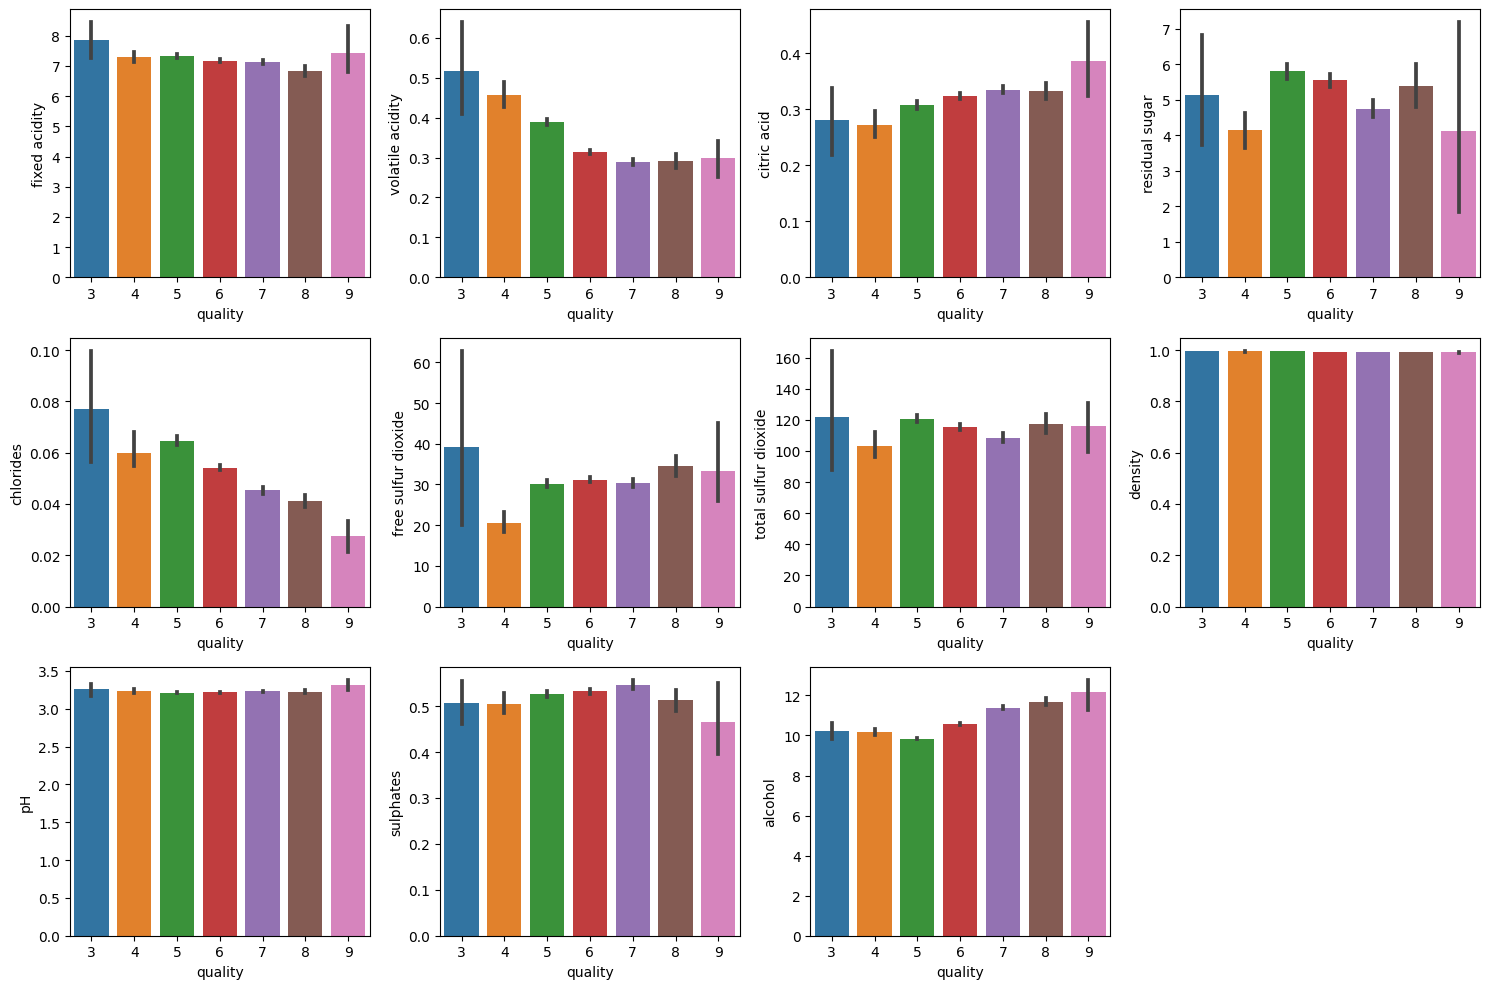 fixed acidity
8
7
6
5
4
3
2
1
0
3 4 5 6 7 8 9
quality
volatile acidity
0.6
0.5
0.4
0.3
0.2
0.1
0.0
3 4 5 6 7 8 9
quality
citric acid
0.4
0.3
0.2
0.1
0.0
3 4 5 6 7 8 9
quality
residual sugar
7
6
5
4
3
2
1
0
3 4 5 6 7 8 9
quality
chlorides
0.10
0.08
0.06
0.04
0.02
0.00
3 4 5 6 7 8 9
quality
free sulfur dioxide
60
50
40
30
20
10
0
3 4 5 6 7 8 9
quality
total sulfur dioxide
160
140
120
100
80
60
40
20
0
3 4 5 6 7 8 9
quality
density
1.0
0.8
0.6
0.4
0.2
0.0
3 4 5 6 7 8 9
quality
pH
3.5
3.0
2.5
2.0
1.5
1.0
0.5
0.0
3 4 5 6 7 8 9
quality
sulphates
0.5
0.4
0.3
0.2
0.1
0.0
3 4 5 6 7 8 9
quality
alcohol
12
10
8
6
4
2
0
3 4 5 6 7 8 9
quality